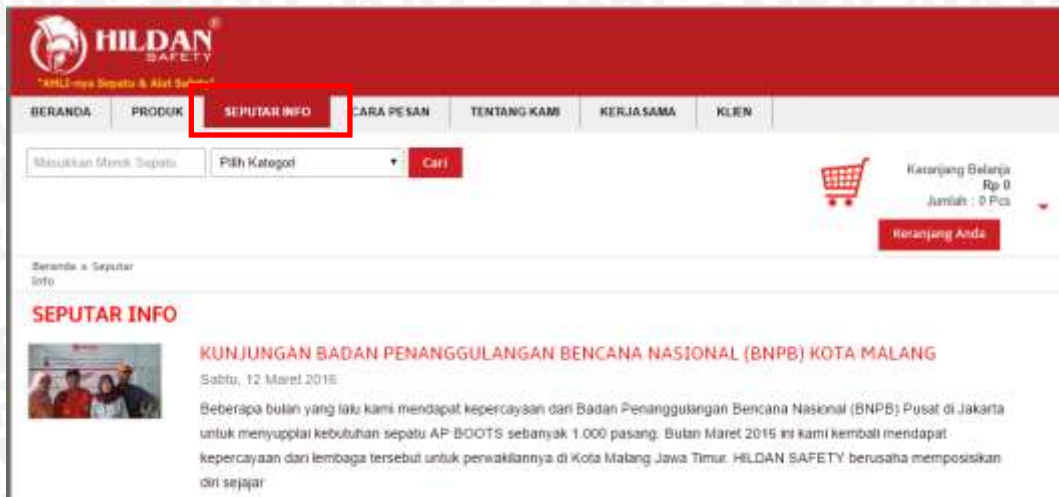 HILDAN®
SAFETY
"AHLI-nya Sepatu & Alat Safety"
BERANDA PRODUK SEPUTAR INFO CARA PESAN TENTANG KAMI KERJASAMA KLIEN
Masukkan Merek Sepatu Pilih Kategori Cari
Keranjang Belanja
Rp 0
Jumlah : 0 Pcs
Keranjang Anda
Beranda » Seputar
Info
SEPUTAR INFO
KUNJUNGAN BADAN PENANGGULANGAN BENCANA NASIONAL (BNPB) KOTA MALANG
Sabtu, 12 Maret 2016
Beberapa bulan yang lalu kami mendapat kepercayaan dari Badan Penanggulangan Bencana Nasional (BNPB) Pusat di Jakarta
untuk menyupplai kebutuhan sepatu AP BOOTS sebanyak 1.000 pasang. Bulan Maret 2016 ini kami kembali mendapat
kepercayaan dari lembaga tersebut untuk perwakilannya di Kota Malang Jawa Timur. HILDAN SAFETY berusaha memposisikan
diri sejajar